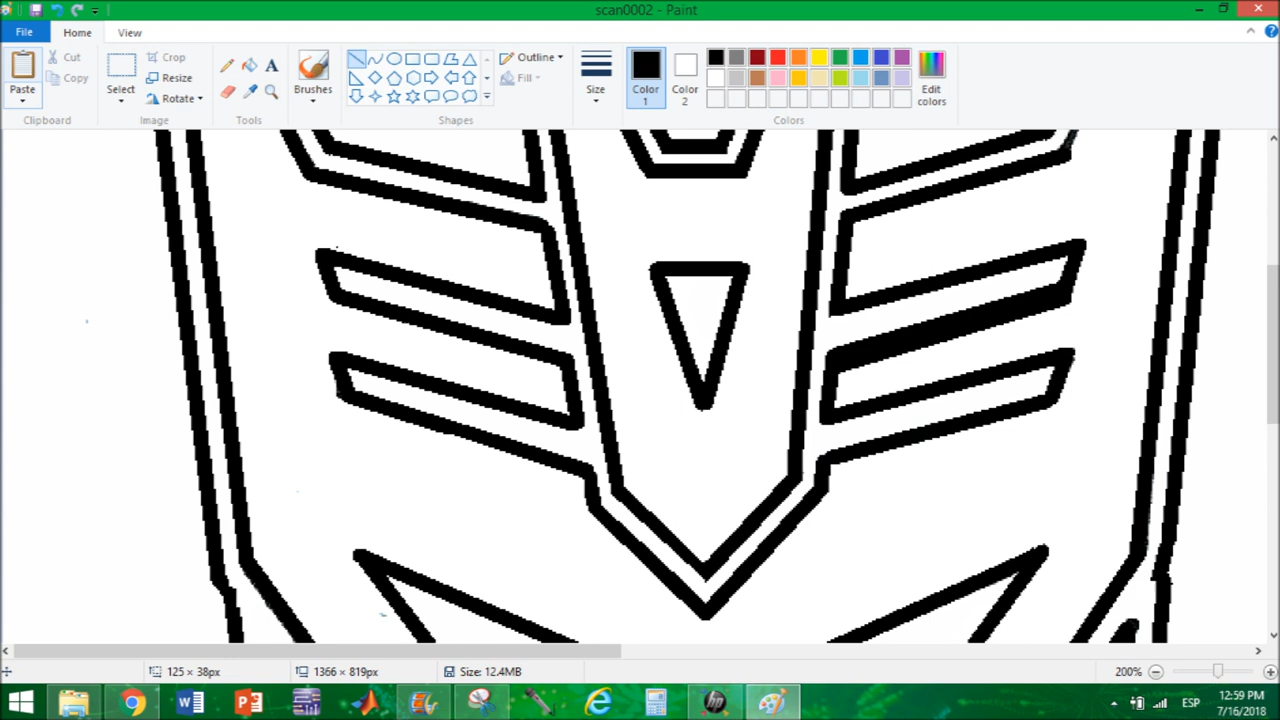 scan0002 - Paint
File Home View
Paste
Cut
Copy
Clipboard
Select
Crop
Resize
Rotate
Image
A
Tools
Brushes
Outline
Fill
Shapes
Size
Color 1
Color 2
Edit colors
Colors
125 × 38px
1366 × 819px
Size: 12.4MB
200%
ESP
12:59 PM
7/16/2018